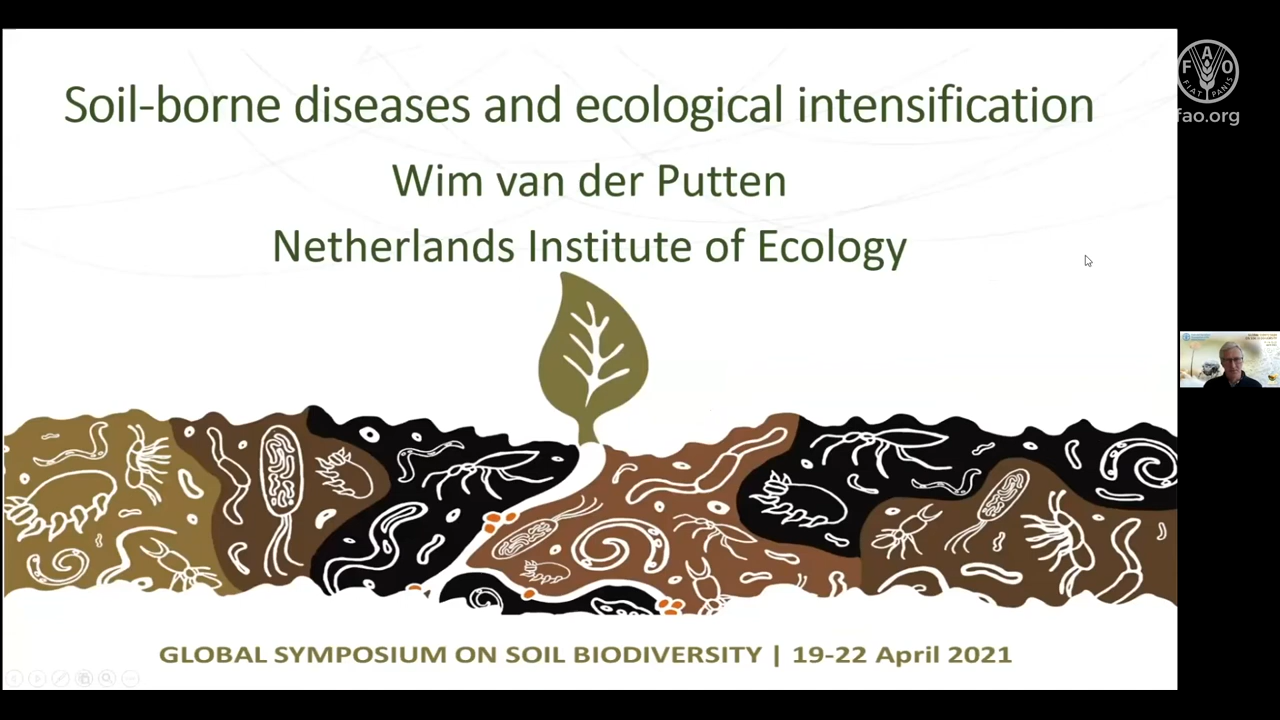 Soil-borne diseases and ecological intensification
Wim van der Putten
Netherlands Institute of Ecology
GLOBAL SYMPOSIUM ON SOIL BIODIVERSITY | 19-22 April 2021
F A O
FIAT PANIS
fao.org